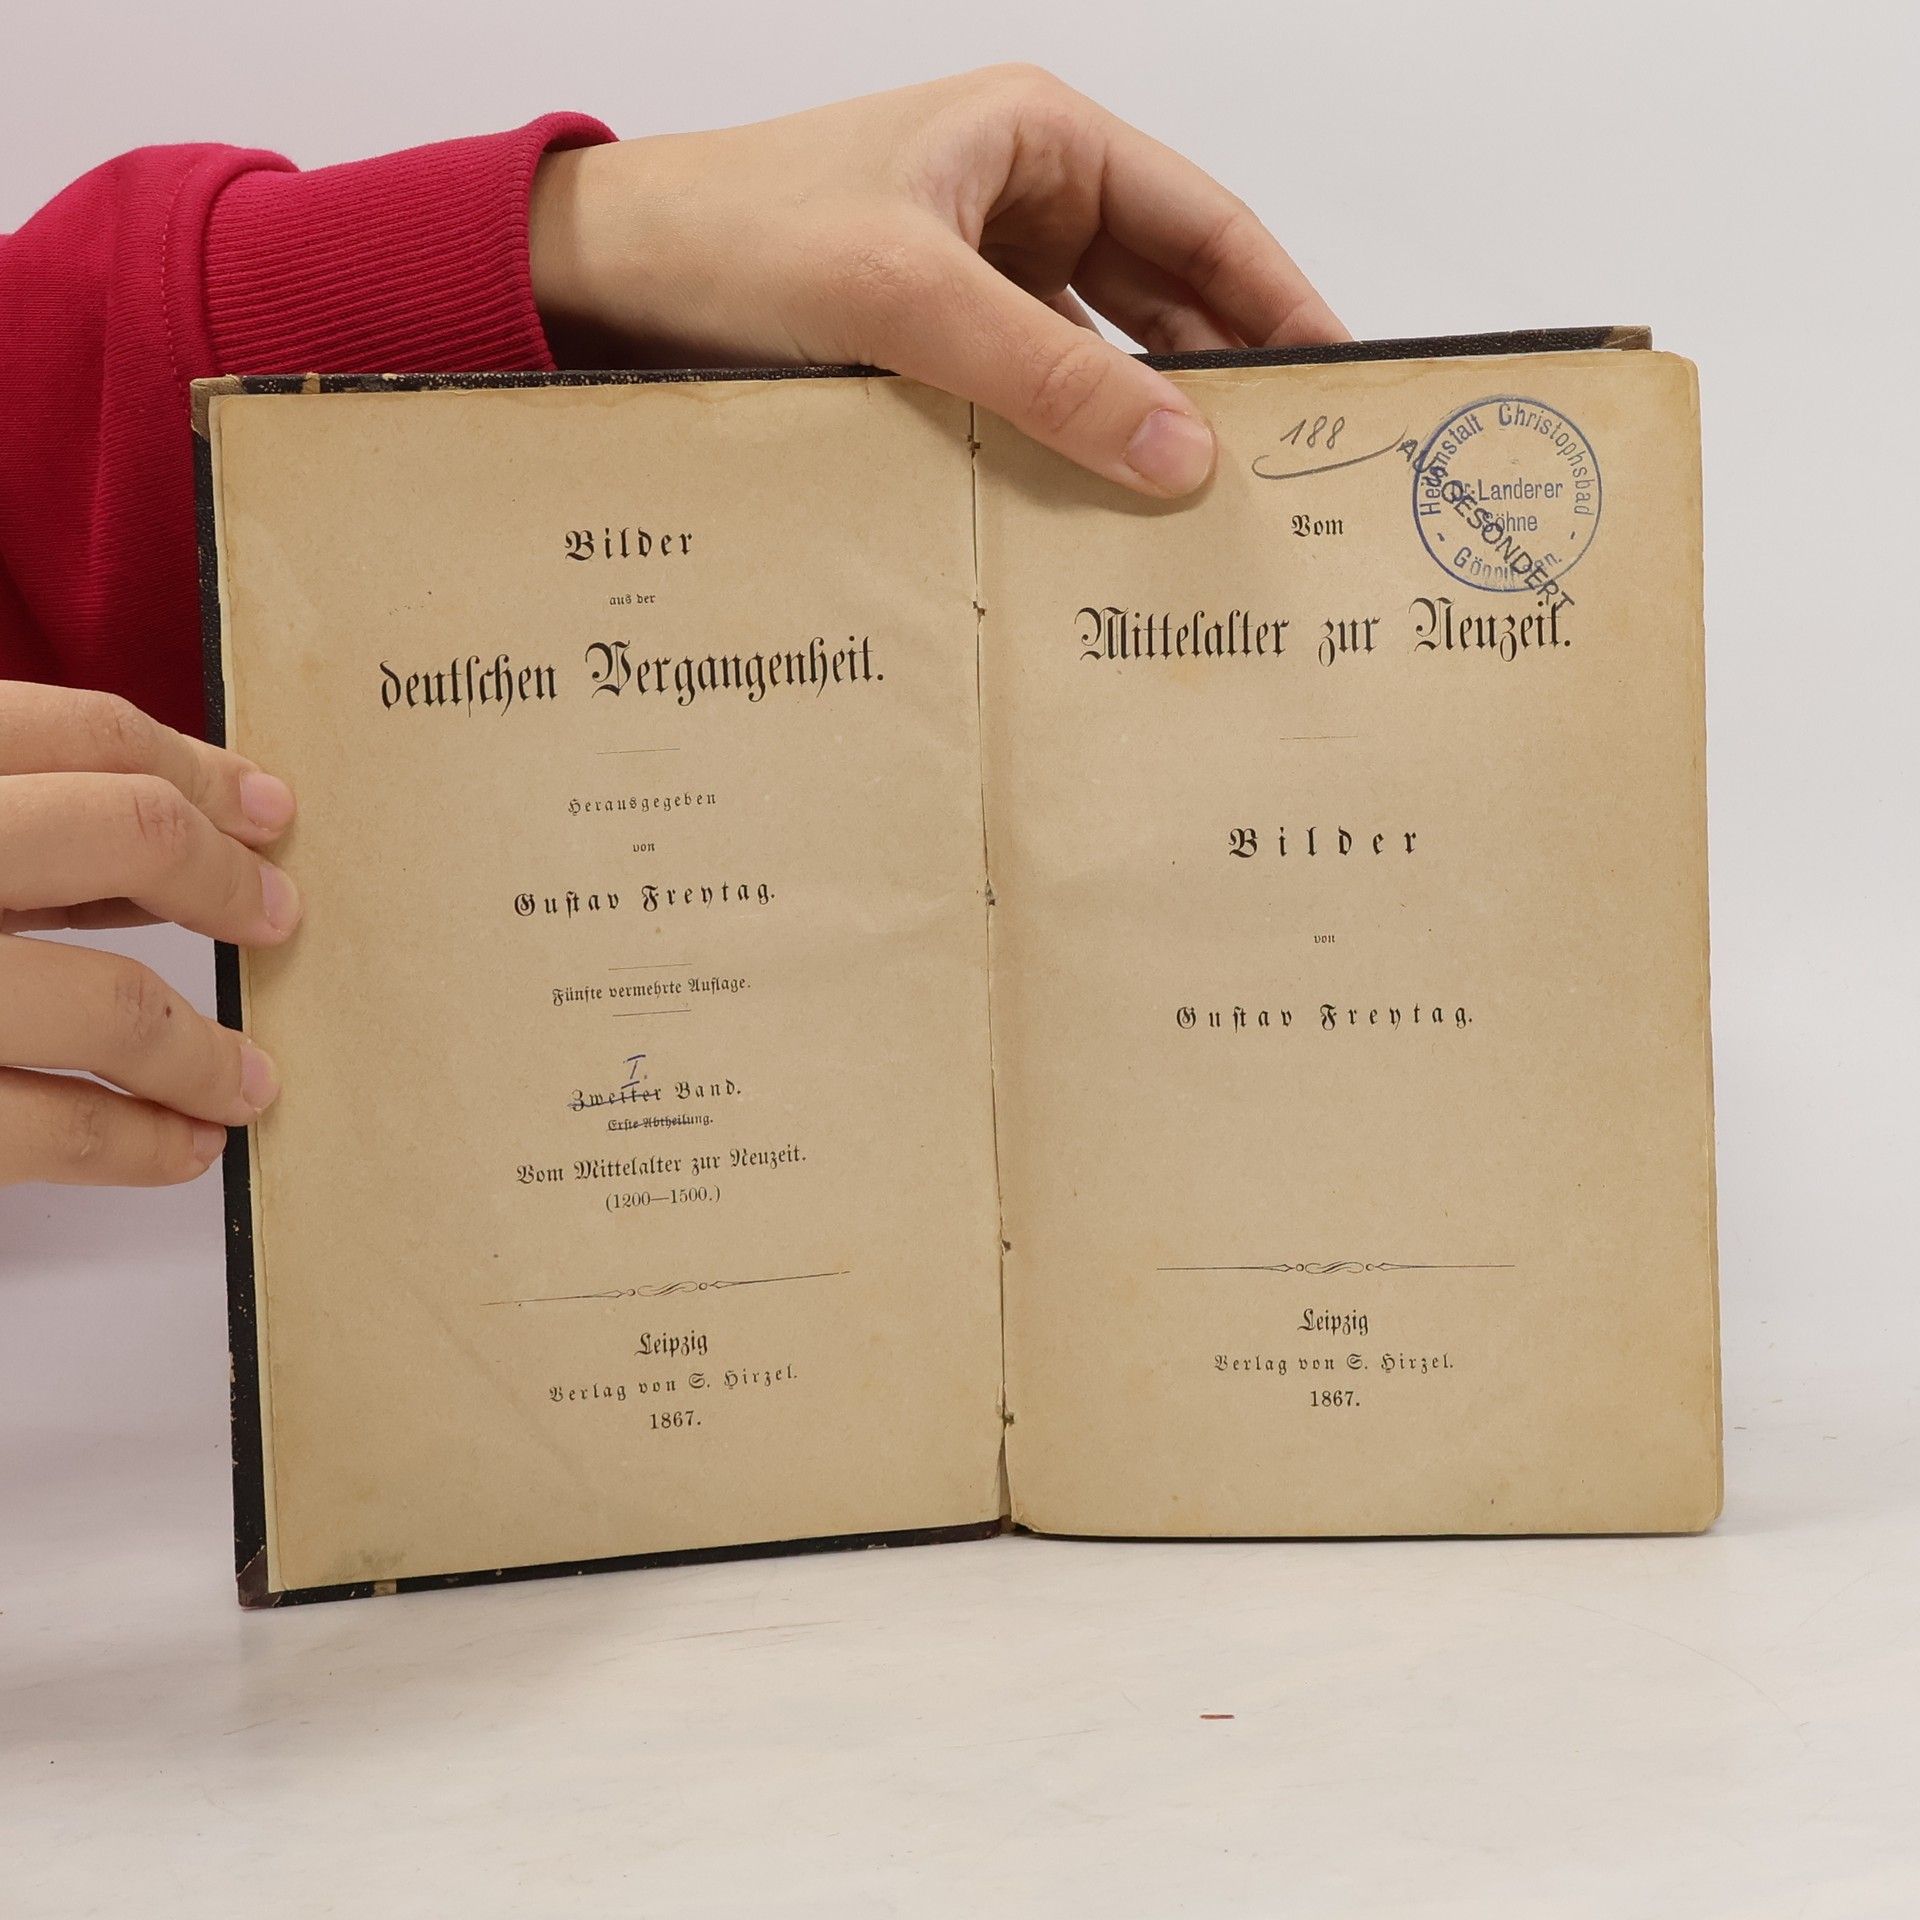 Bilder
aus der
deutschen Vergangenheit.
Herausgegeben
von
Gustav Freytag.
Fünfte vermehrte Auflage.
I.
Zweiter Band.
Erste Abtheilung.
Vom Mittelalter zur Neuzeit.
(1200—1500.)
Leipzig
Verlag von S. Hirzel.
1867.
188
Heilanstalt Christophsbad
Dr. Landerer
Söhne
- Göppingen. -
AUSGESONDERT
Vom
Mittelalter zur Neuzeit.
Bilder
von
Gustav Freytag.
Leipzig
Verlag von S. Hirzel.
1867.